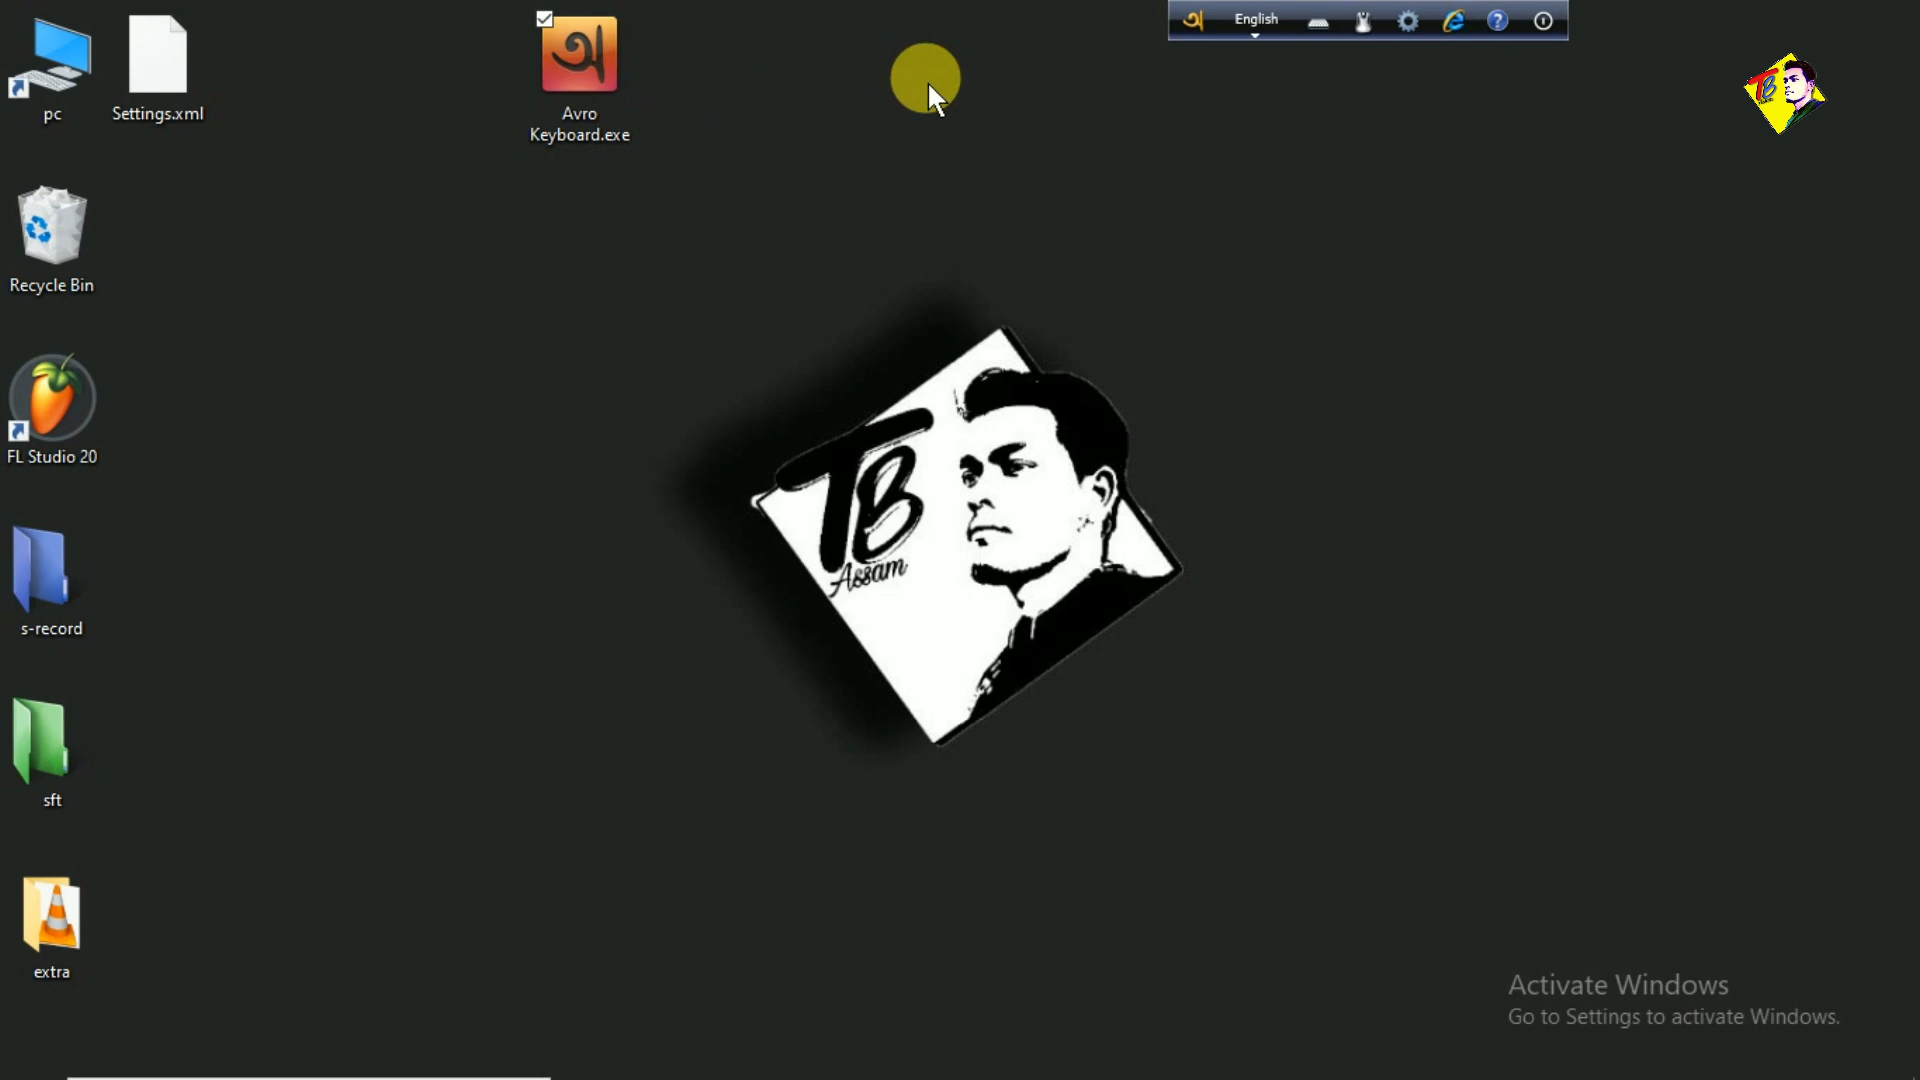 English
pc
Settings.xml
অ
Avro
Keyboard.exe
TB
Recycle Bin
FL Studio 20
TB
Assam
s-record
sft
extra
Activate Windows
Go to Settings to activate Windows.